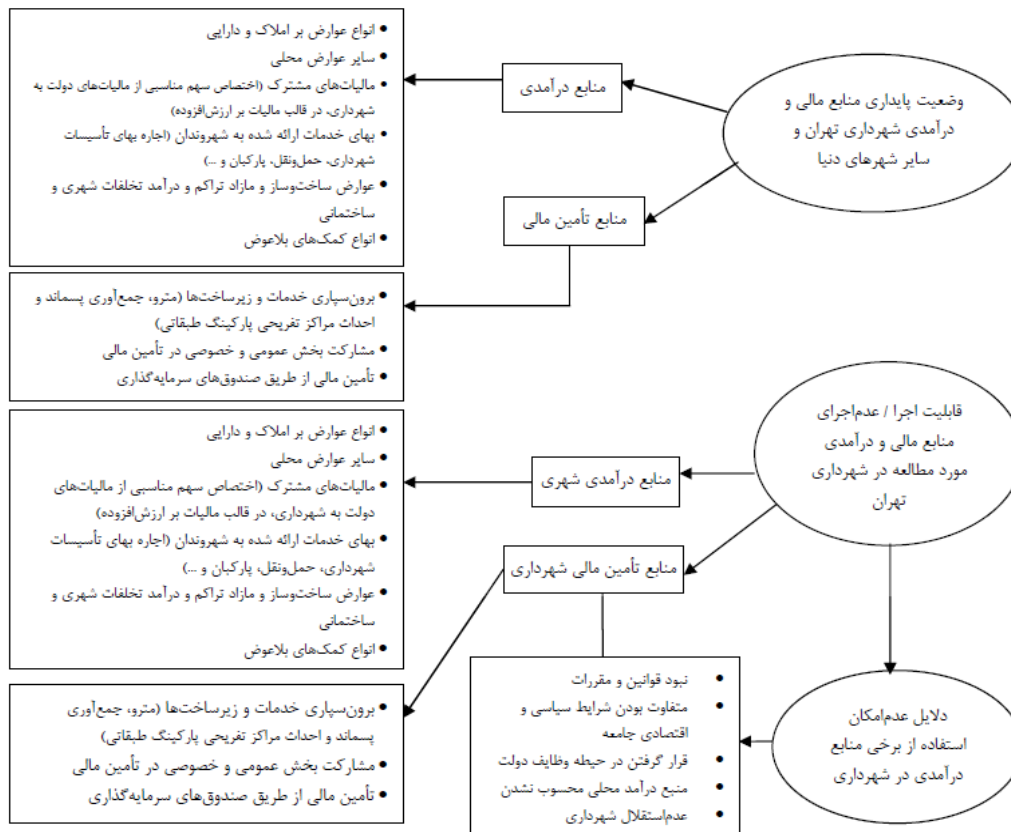 وضعیت پایداری منابع مالی و
درآمدی شهرداری تهران و
سایر شهرهای دنیا
منابع درآمدی
• انواع عوارض بر املاک و دارایی
• سایر عوارض محلی
• مالیات‌های مشترک (اختصاص سهم مناسبی از مالیات‌های دولت به
شهرداری، در قالب مالیات بر ارزش‌افزوده)
• بهای خدمات ارائه شده به شهروندان (اجاره بهای تأسیسات
شهرداری، حمل‌ونقل، پارکبان و ...)
• عوارض ساخت‌وساز و مازاد تراکم و درآمد تخلفات شهری و
ساختمانی
• انواع کمک‌های بلاعوض
منابع تأمین مالی
• برون‌سپاری خدمات و زیرساخت‌ها (مترو، جمع‌آوری پسماند و
احداث مراکز تفریحی پارکینگ طبقاتی)
• مشارکت بخش عمومی و خصوصی در تأمین مالی
• تأمین مالی از طریق صندوق‌های سرمایه‌گذاری
قابلیت اجرا / عدم‌اجرای
منابع مالی و درآمدی
مورد مطالعه در شهرداری
تهران
منابع درآمدی شهری
• انواع عوارض بر املاک و دارایی
• سایر عوارض محلی
• مالیات‌های مشترک (اختصاص سهم مناسبی از مالیات‌های
دولت به شهرداری، در قالب مالیات بر ارزش‌افزوده)
• بهای خدمات ارائه شده به شهروندان (اجاره بهای تأسیسات
شهرداری، حمل‌ونقل، پارکبان و ...)
• عوارض ساخت‌وساز و مازاد تراکم و درآمد تخلفات شهری و
ساختمانی
• انواع کمک‌های بلاعوض
منابع تأمین مالی شهرداری
• برون‌سپاری خدمات و زیرساخت‌ها (مترو، جمع‌آوری
پسماند و احداث مراکز تفریحی پارکینگ طبقاتی)
• مشارکت بخش عمومی و خصوصی در تأمین مالی
• تأمین مالی از طریق صندوق‌های سرمایه‌گذاری
دلایل عدم‌امکان
استفاده از برخی منابع
درآمدی در شهرداری
• نبود قوانین و مقررات
• متفاوت بودن شرایط سیاسی و
اقتصادی جامعه
• قرار گرفتن در حیطه وظایف دولت
• منبع درآمد محلی محسوب نشدن
• عدم‌استقلال شهرداری